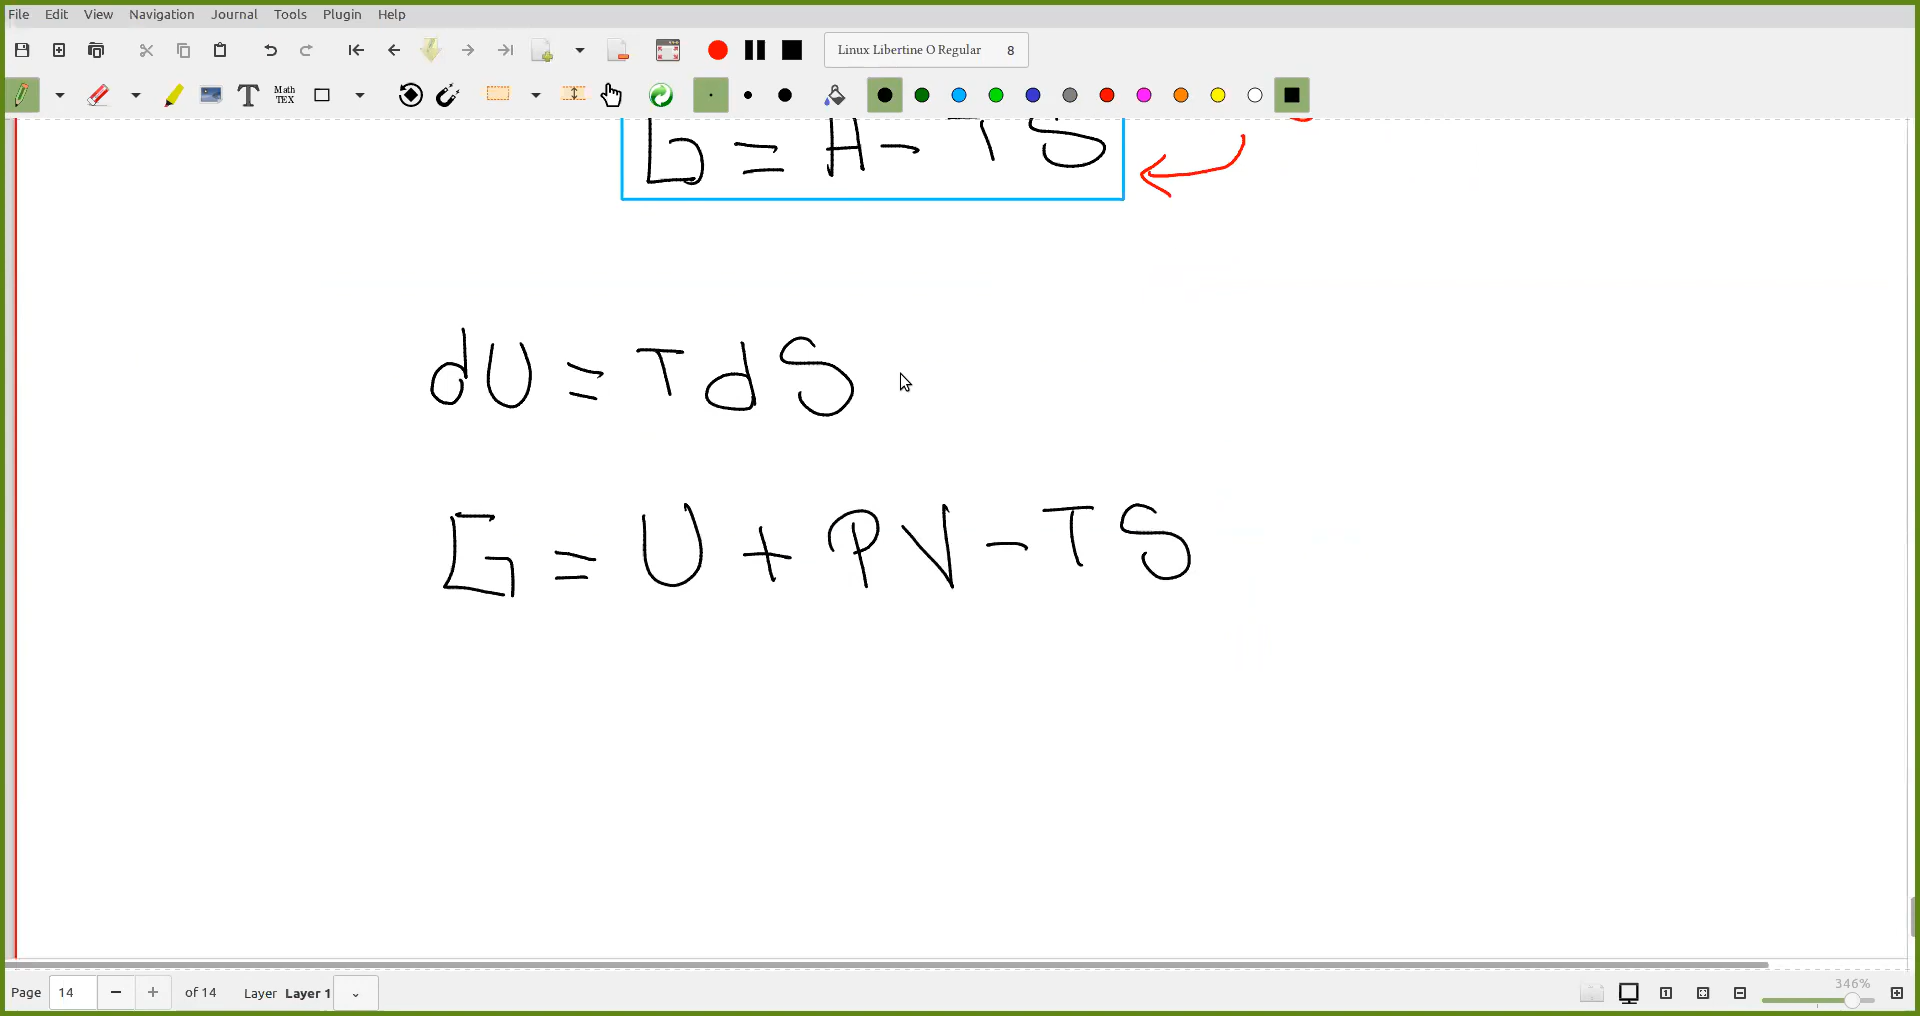 File Edit View Navigation Journal Tools Plugin Help
T Math TEX Linux Libertine O Regular 8
G = H - TS
dU = TdS
G = U + PV - TS
Page 14 of 14 Layer Layer 1 346%